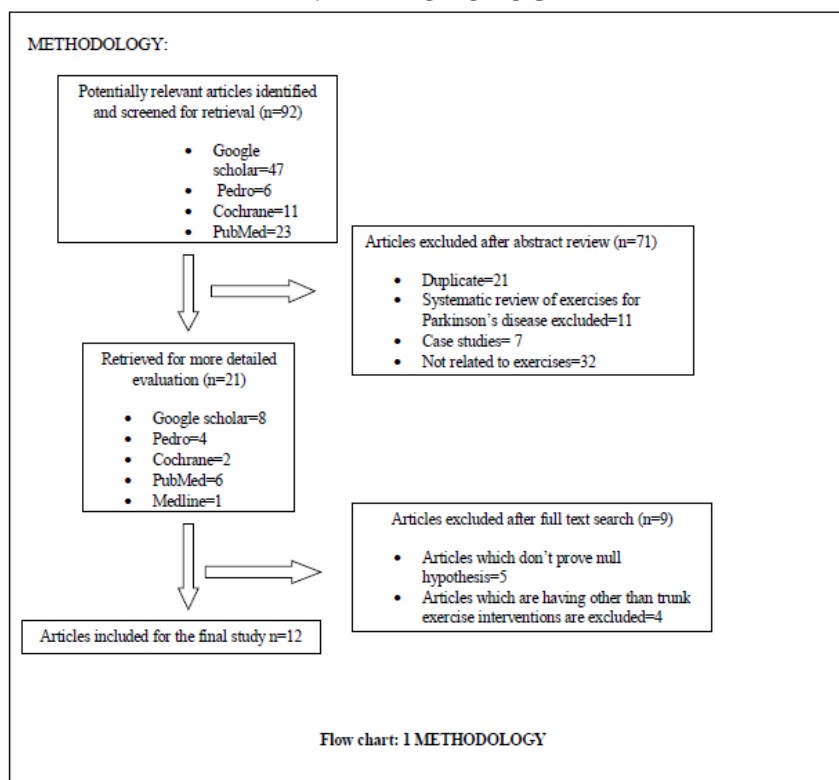 METHODOLOGY:
Potentially relevant articles identified
and screened for retrieval (n=92)
• Google
scholar=47
• Pedro=6
• Cochrane=11
• PubMed=23
Articles excluded after abstract review (n=71)
• Duplicate=21
• Systematic review of exercises for
Parkinson's disease excluded=11
• Case studies= 7
• Not related to exercises=32
Retrieved for more detailed
evaluation (n=21)
• Google scholar=8
• Pedro=4
• Cochrane=2
• PubMed=6
• Medline=1
Articles excluded after full text search (n=9)
• Articles which don't prove null
hypothesis=5
• Articles which are having other than trunk
exercise interventions are excluded=4
Articles included for the final study n=12
Flow chart: 1 METHODOLOGY